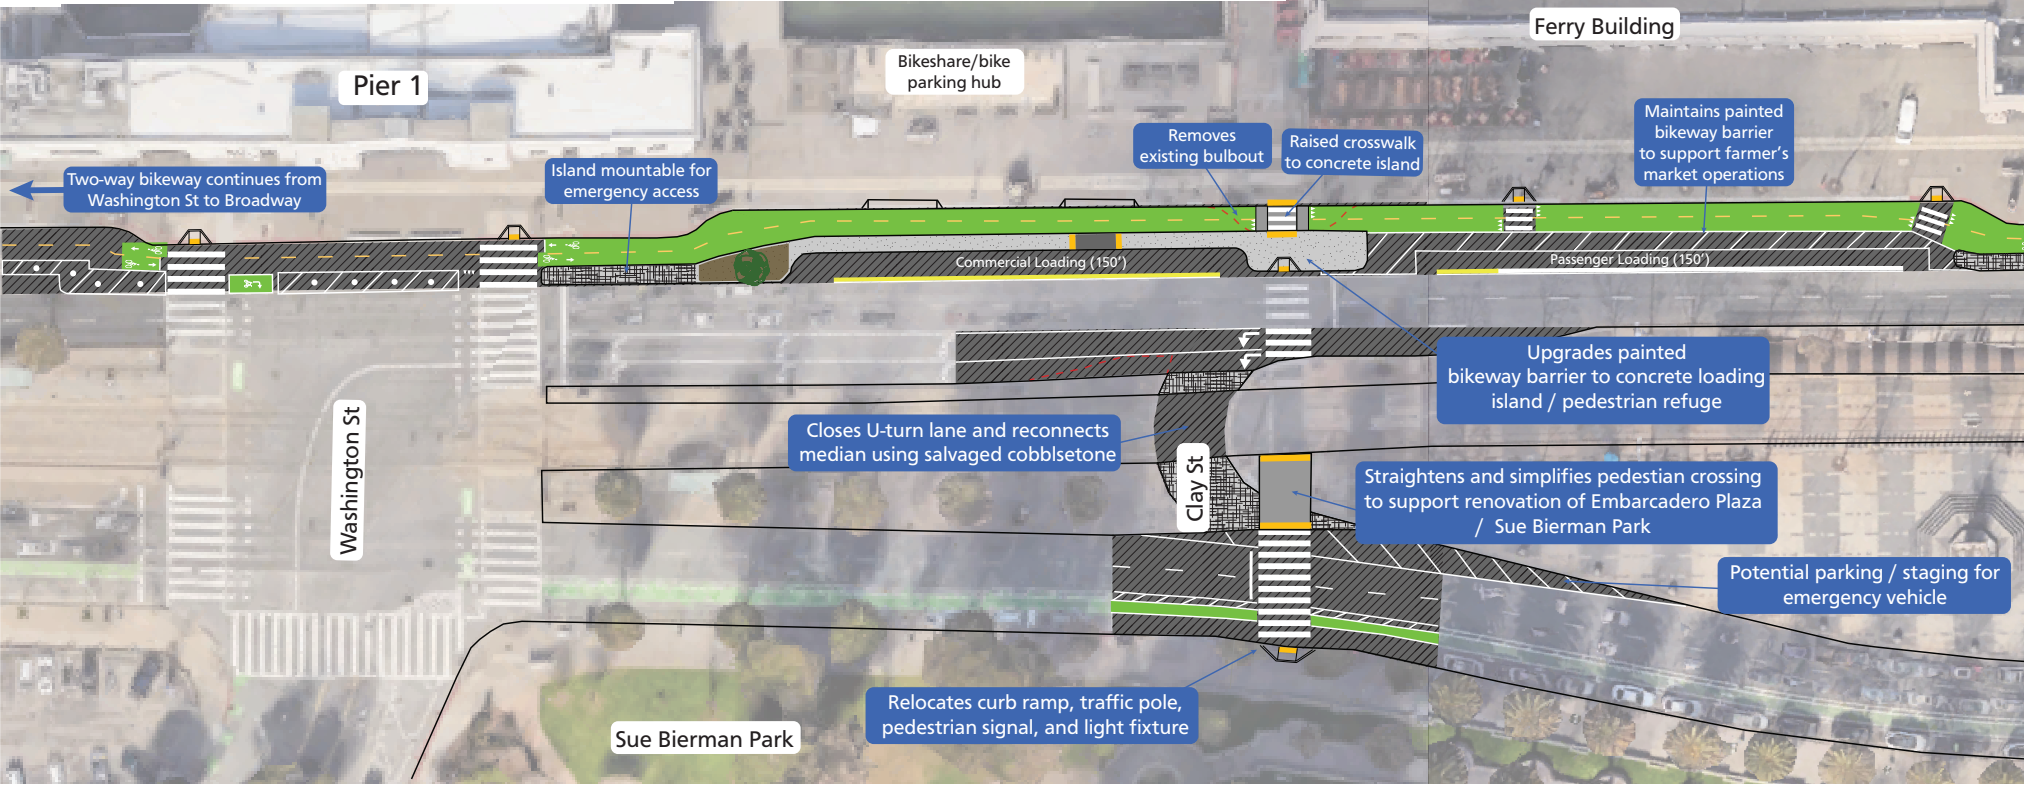 Ferry Building
Pier 1
Bikeshare/bike
parking hub
Removes
existing bulbout
Raised crosswalk
to concrete island
Maintains painted
bikeway barrier
to support farmer's
market operations
Two-way bikeway continues from
Washington St to Broadway
Island mountable for
emergency access
Commercial Loading (150')
Passenger Loading (150')
Upgrades painted
bikeway barrier to concrete loading
island / pedestrian refuge
Washington St
Closes U-turn lane and reconnects
median using salvaged cobblsetone
Clay St
Straightens and simplifies pedestian crossing
to support renovation of Embarcadero Plaza
/ Sue Bierman Park
Potential parking / staging for
emergency vehicle
Relocates curb ramp, traffic pole,
pedestrian signal, and light fixture
Sue Bierman Park